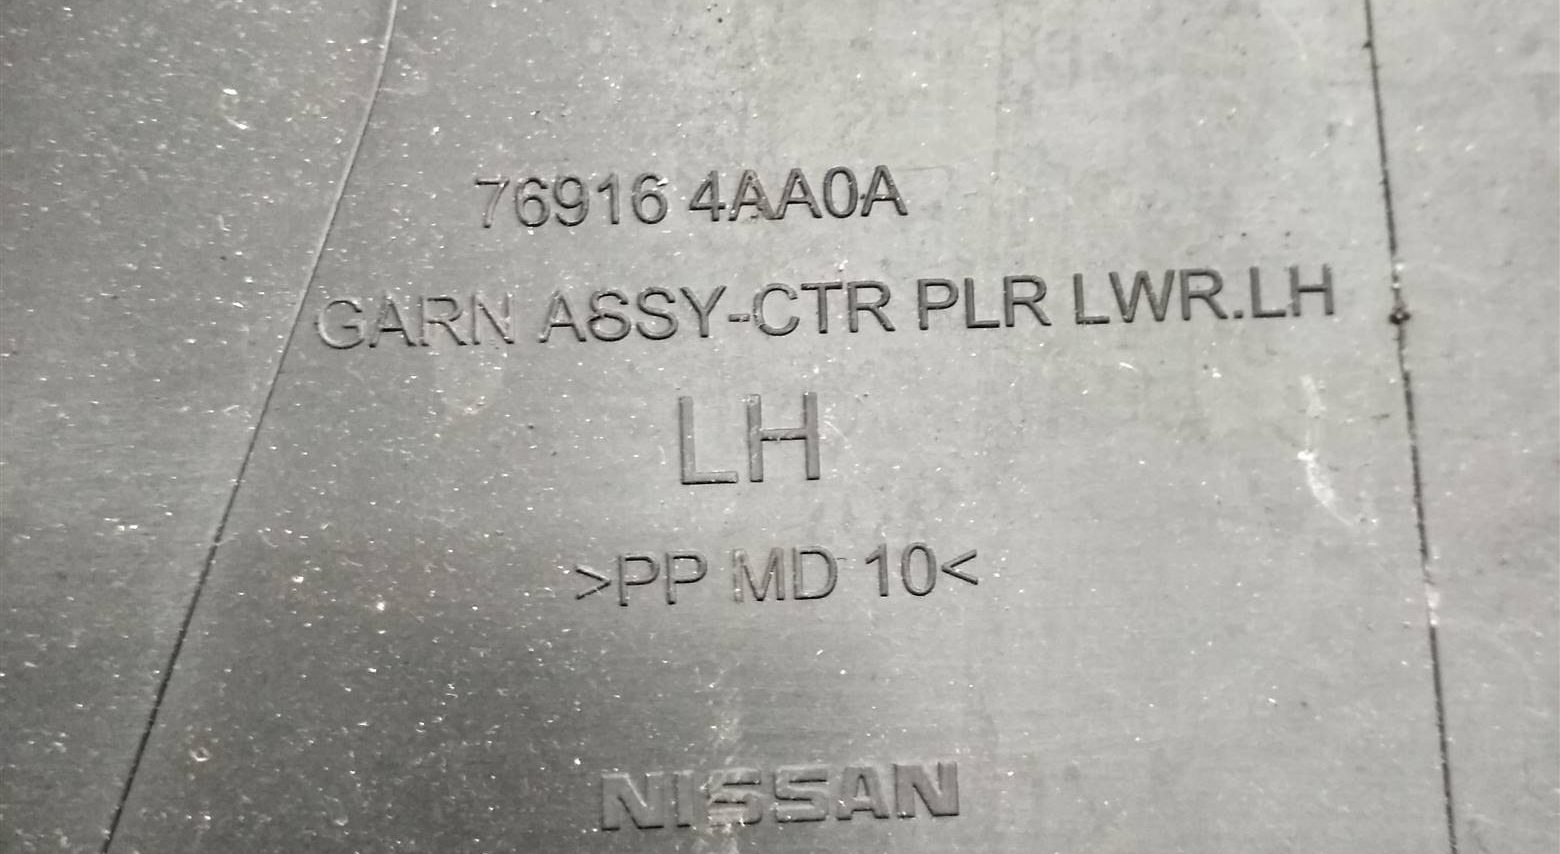 76916 4AA0A
GARN ASSY-CTR PLR LWR.LH
LH
>PP MD 10<
NISSAN